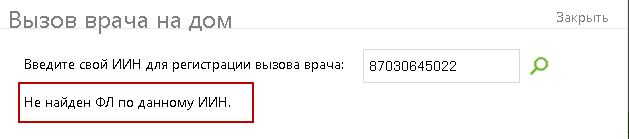 Вызов врача на дом
Закрыть
Введите свой ИИН для регистрации вызова врача:
87030645022
Не найден ФЛ по данному ИИН.